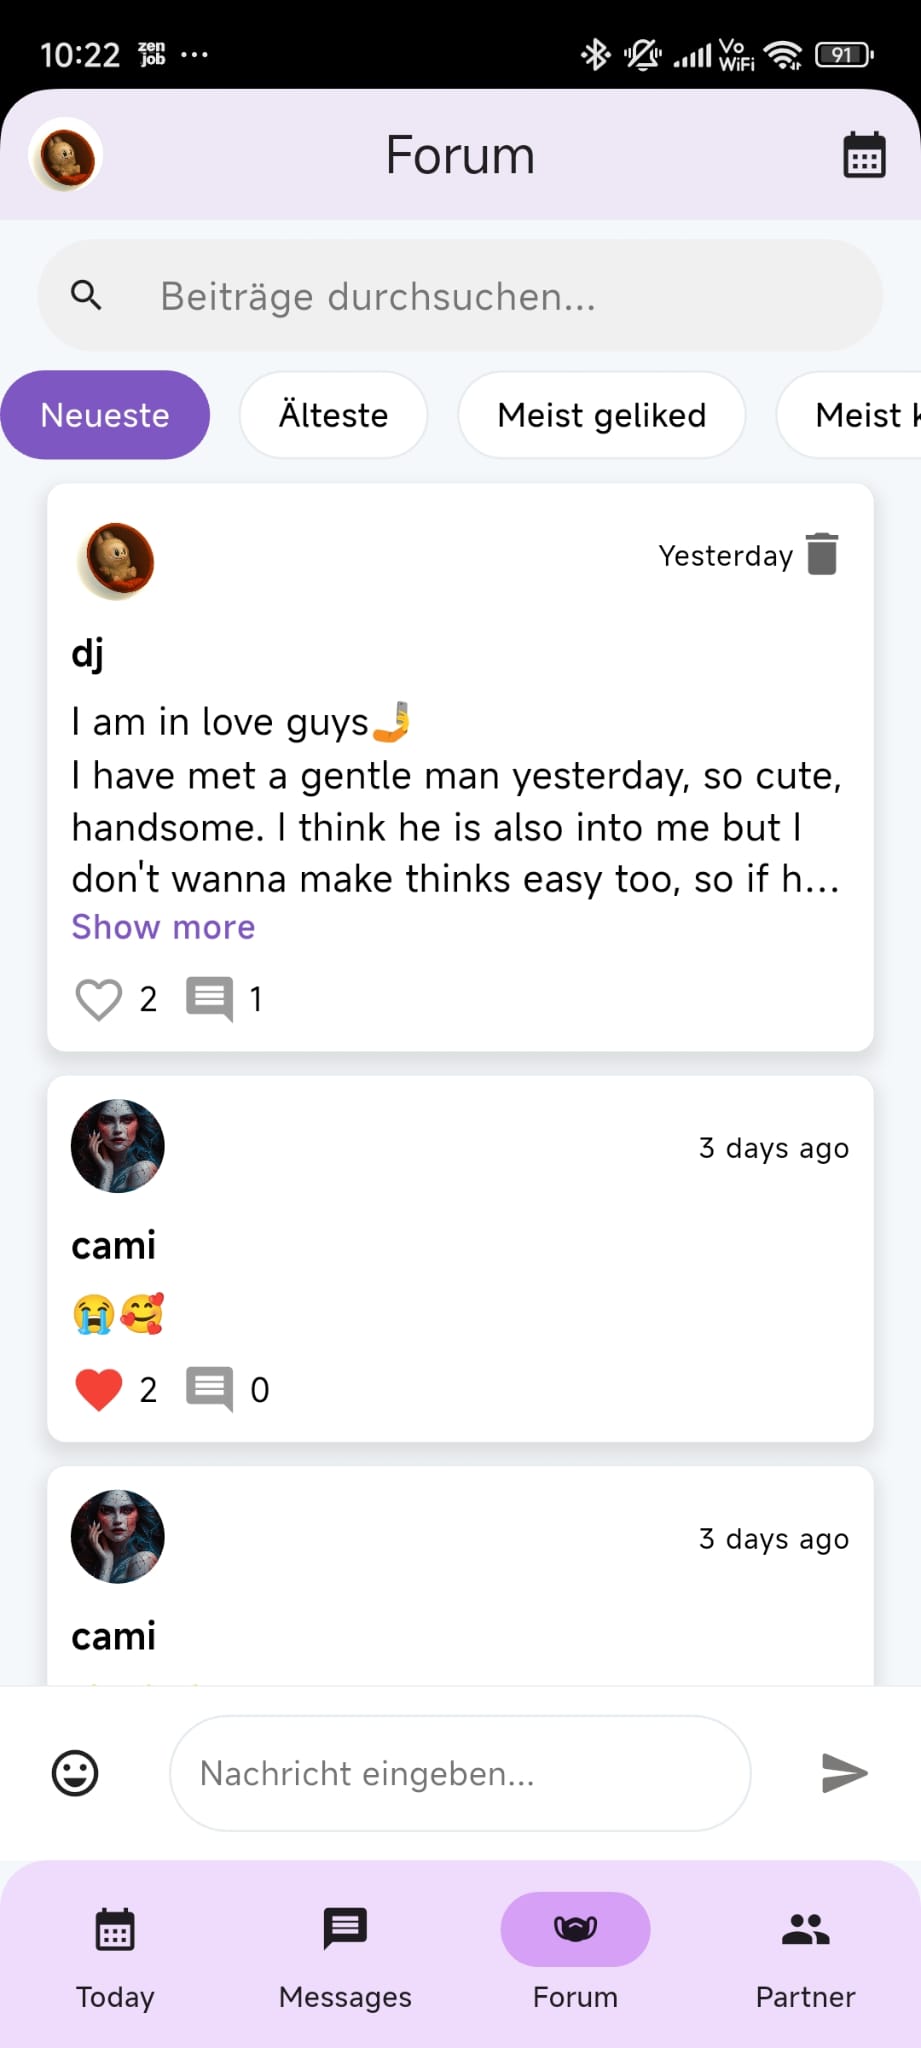 10:22 zen job ... Vo WiFi 91
Forum
Beiträge durchsuchen...
Neueste Älteste Meist geliked Meist
Yesterday
dj
I am in love guys🤳
I have met a gentle man yesterday, so cute,
handsome. I think he is also into me but I
don't wanna make thinks easy too, so if h...
Show more
2 1
3 days ago
cami
😭🥰
2 0
3 days ago
cami
Nachricht eingeben...
Today Messages Forum Partner